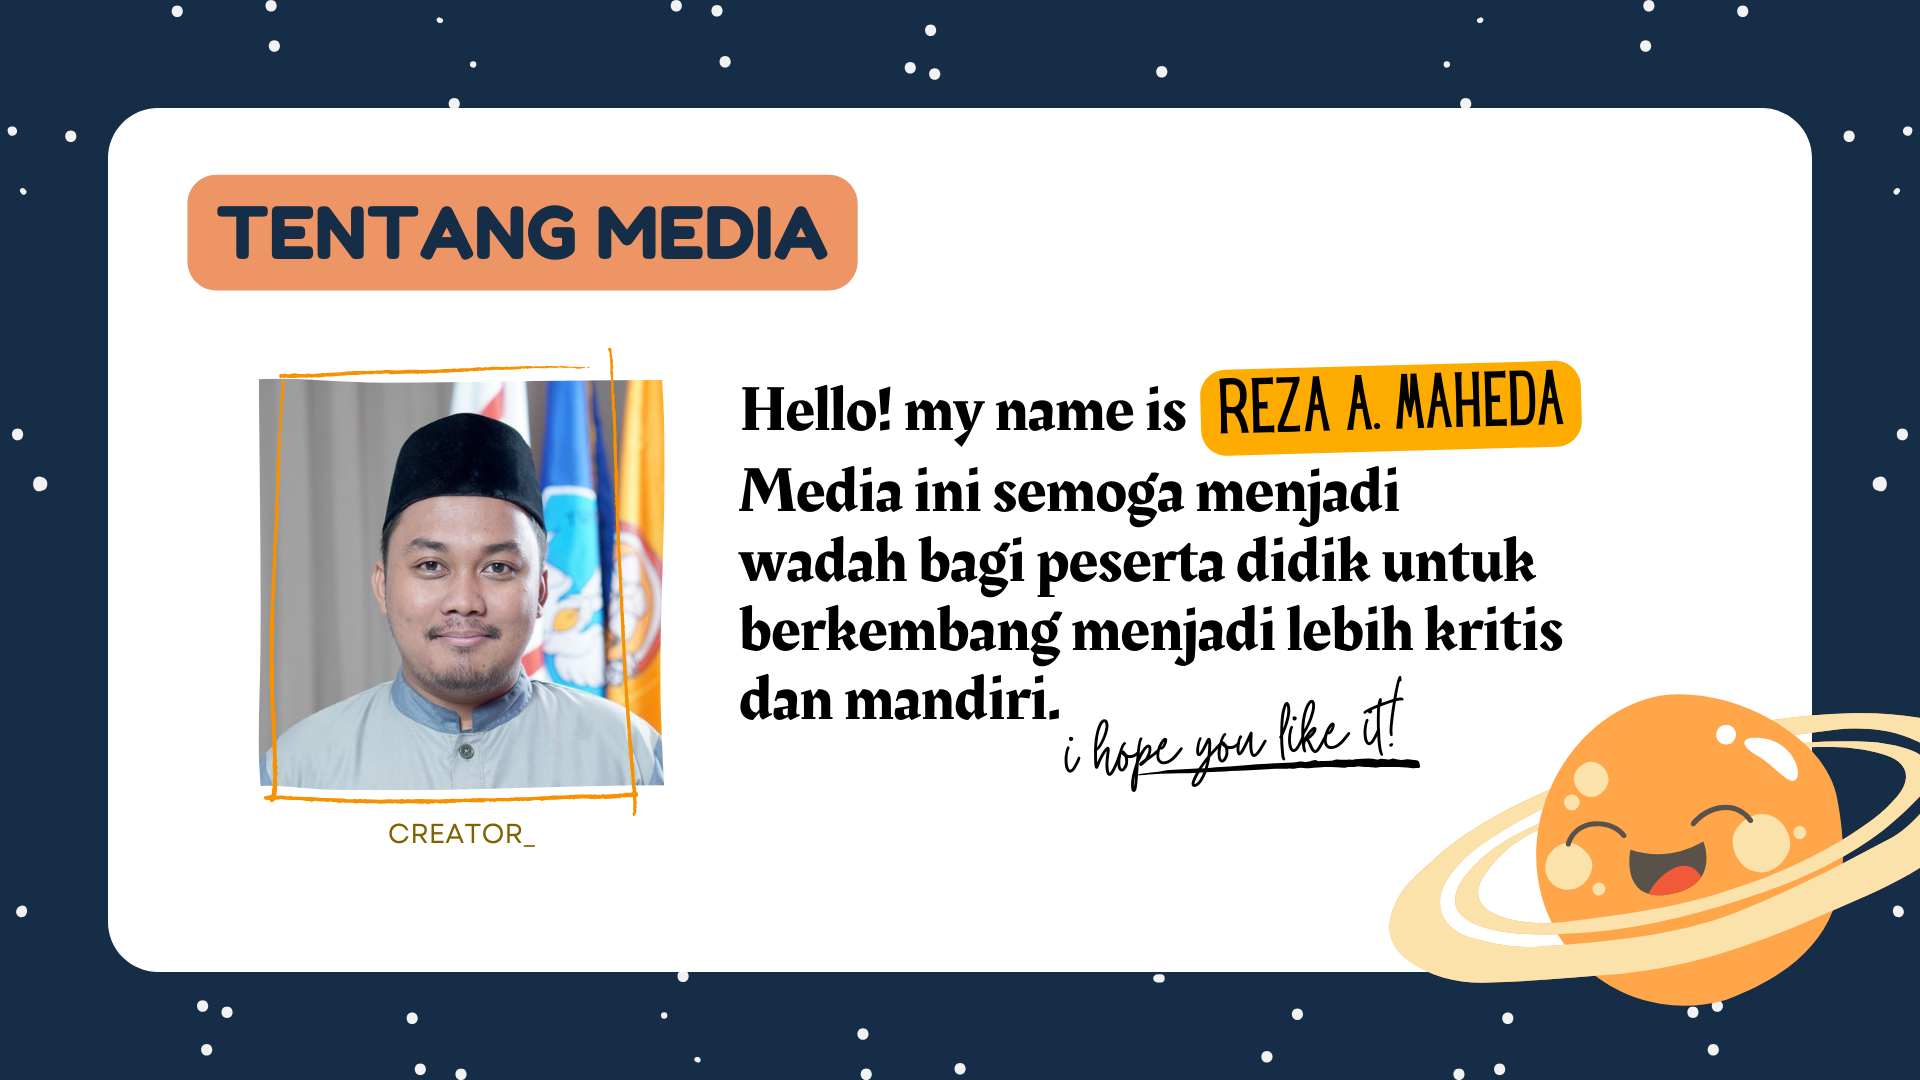 TENTANG MEDIA
Hello! my name is REZA A. MAHEDA
Media ini semoga menjadi
wadah bagi peserta didik untuk
berkembang menjadi lebih kritis
dan mandiri.
i hope you like it!
CREATOR_